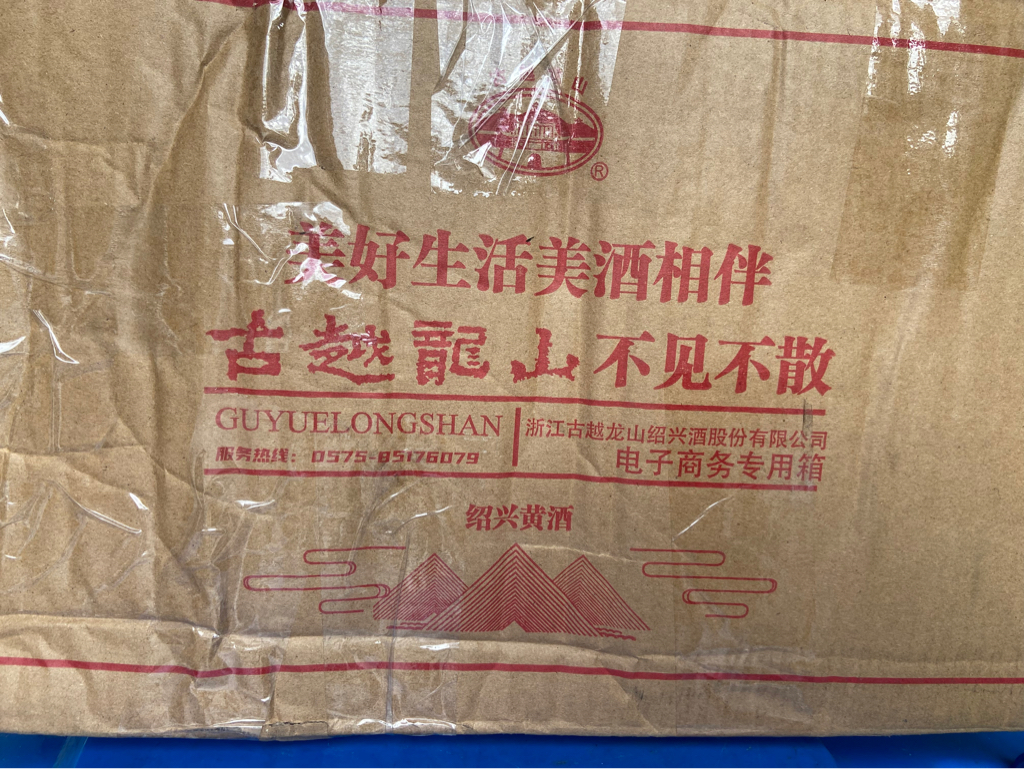 山
®
美好生活美酒相伴
古越龍山 不见不散
GUYUELONGSHAN
服务热线: 0575-85176079
浙江古越龙山绍兴酒股份有限公司
电子商务专用箱
绍兴黄酒